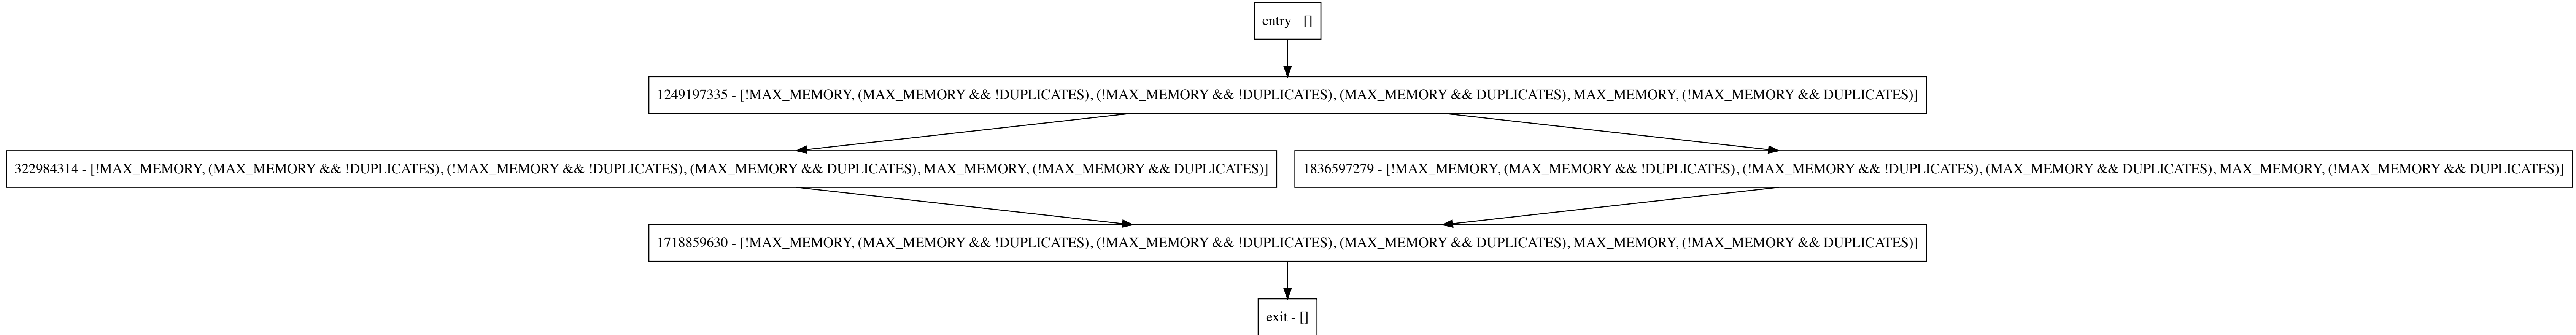 entry - []
1249197335 - [!MAX_MEMORY, (MAX_MEMORY && !DUPLICATES), (!MAX_MEMORY && !DUPLICATES), (MAX_MEMORY && DUPLICATES), MAX_MEMORY, (!MAX_MEMORY && DUPLICATES)]
322984314 - [!MAX_MEMORY, (MAX_MEMORY && !DUPLICATES), (!MAX_MEMORY && !DUPLICATES), (MAX_MEMORY && DUPLICATES), MAX_MEMORY, (!MAX_MEMORY && DUPLICATES)]
1836597279 - [!MAX_MEMORY, (MAX_MEMORY && !DUPLICATES), (!MAX_MEMORY && !DUPLICATES), (MAX_MEMORY && DUPLICATES), MAX_MEMORY, (!MAX_MEMORY && DUPLICATES)]
1718859630 - [!MAX_MEMORY, (MAX_MEMORY && !DUPLICATES), (!MAX_MEMORY && !DUPLICATES), (MAX_MEMORY && DUPLICATES), MAX_MEMORY, (!MAX_MEMORY && DUPLICATES)]
exit - []